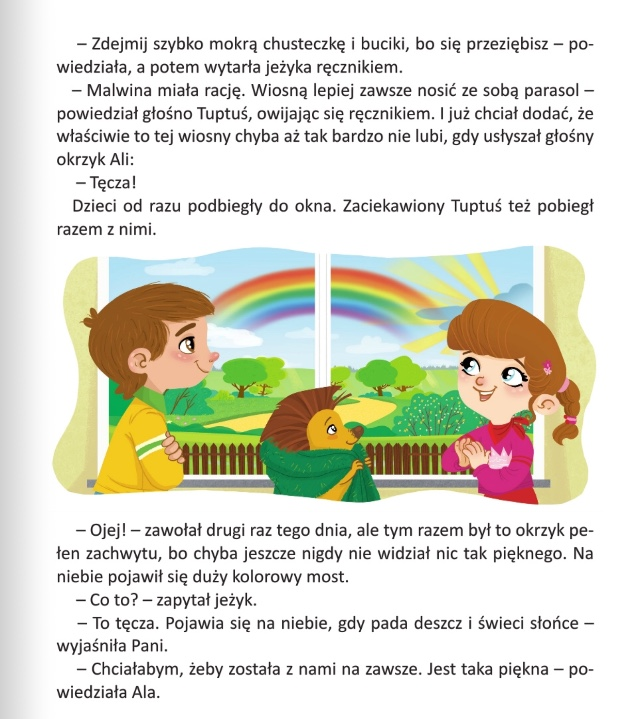 – Zdejmij szybko mokrą chusteczkę i buciki, bo się przeziębisz – po-
wiedziała, a potem wytarła jeżyka ręcznikiem.
– Malwina miała rację. Wiosną lepiej zawsze nosić ze sobą parasol –
powiedział głośno Tuptuś, owijając się ręcznikiem. I już chciał dodać, że
właściwie to tej wiosny chyba aż tak bardzo nie lubi, gdy usłyszał głośny
okrzyk Ali:
– Tęcza!
Dzieci od razu podbiegły do okna. Zaciekawiony Tuptuś też pobiegł
razem z nimi.
– Ojej! – zawołał drugi raz tego dnia, ale tym razem był to okrzyk pe-
łen zachwytu, bo chyba jeszcze nigdy nie widział nic tak pięknego. Na
niebie pojawił się duży kolorowy most.
– Co to? – zapytał jeżyk.
– To tęcza. Pojawia się na niebie, gdy pada deszcz i świeci słońce –
wyjaśniła Pani.
– Chciałabym, żeby została z nami na zawsze. Jest taka piękna – po-
wiedziała Ala.